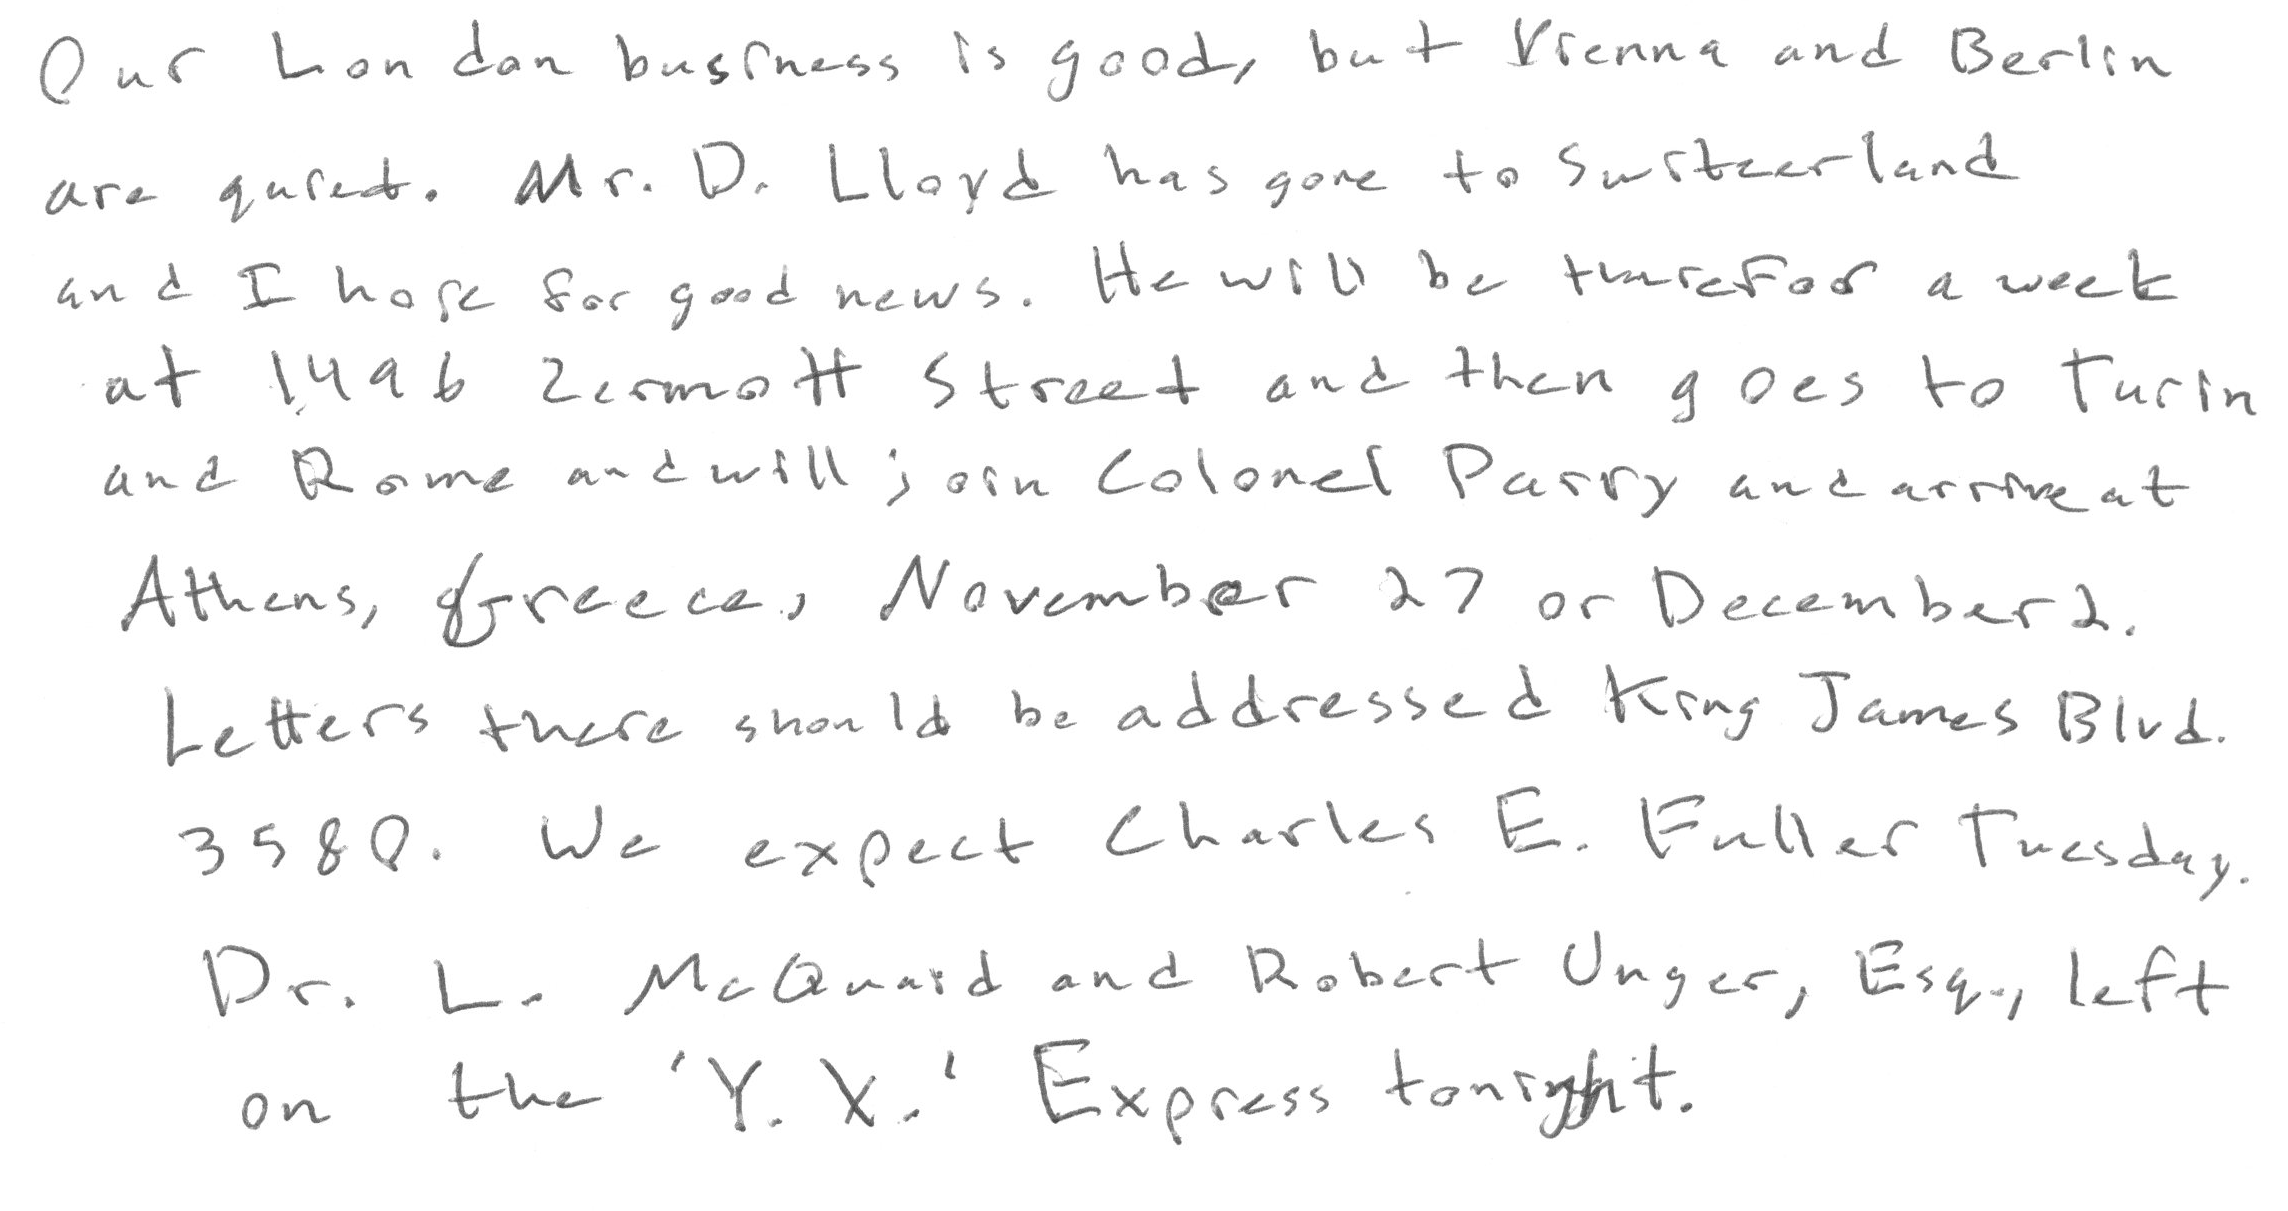 Our London business is good, but Vienna and Berlin
are quiet. Mr. D. Lloyd has gone to Switzerland
and I hope for good news. He will be there for a week
at 1496 Zermott Street and then goes to Turin
and Rome and will join Colonel Parry and arrive at
Athens, Greece, November 27 or December 2.
Letters there should be addressed King James Blvd.
3580. We expect Charles E. Fuller Tuesday.
Dr. L. McQuaid and Robert Unger, Esq., left
on the 'Y. X.' Express tonight.